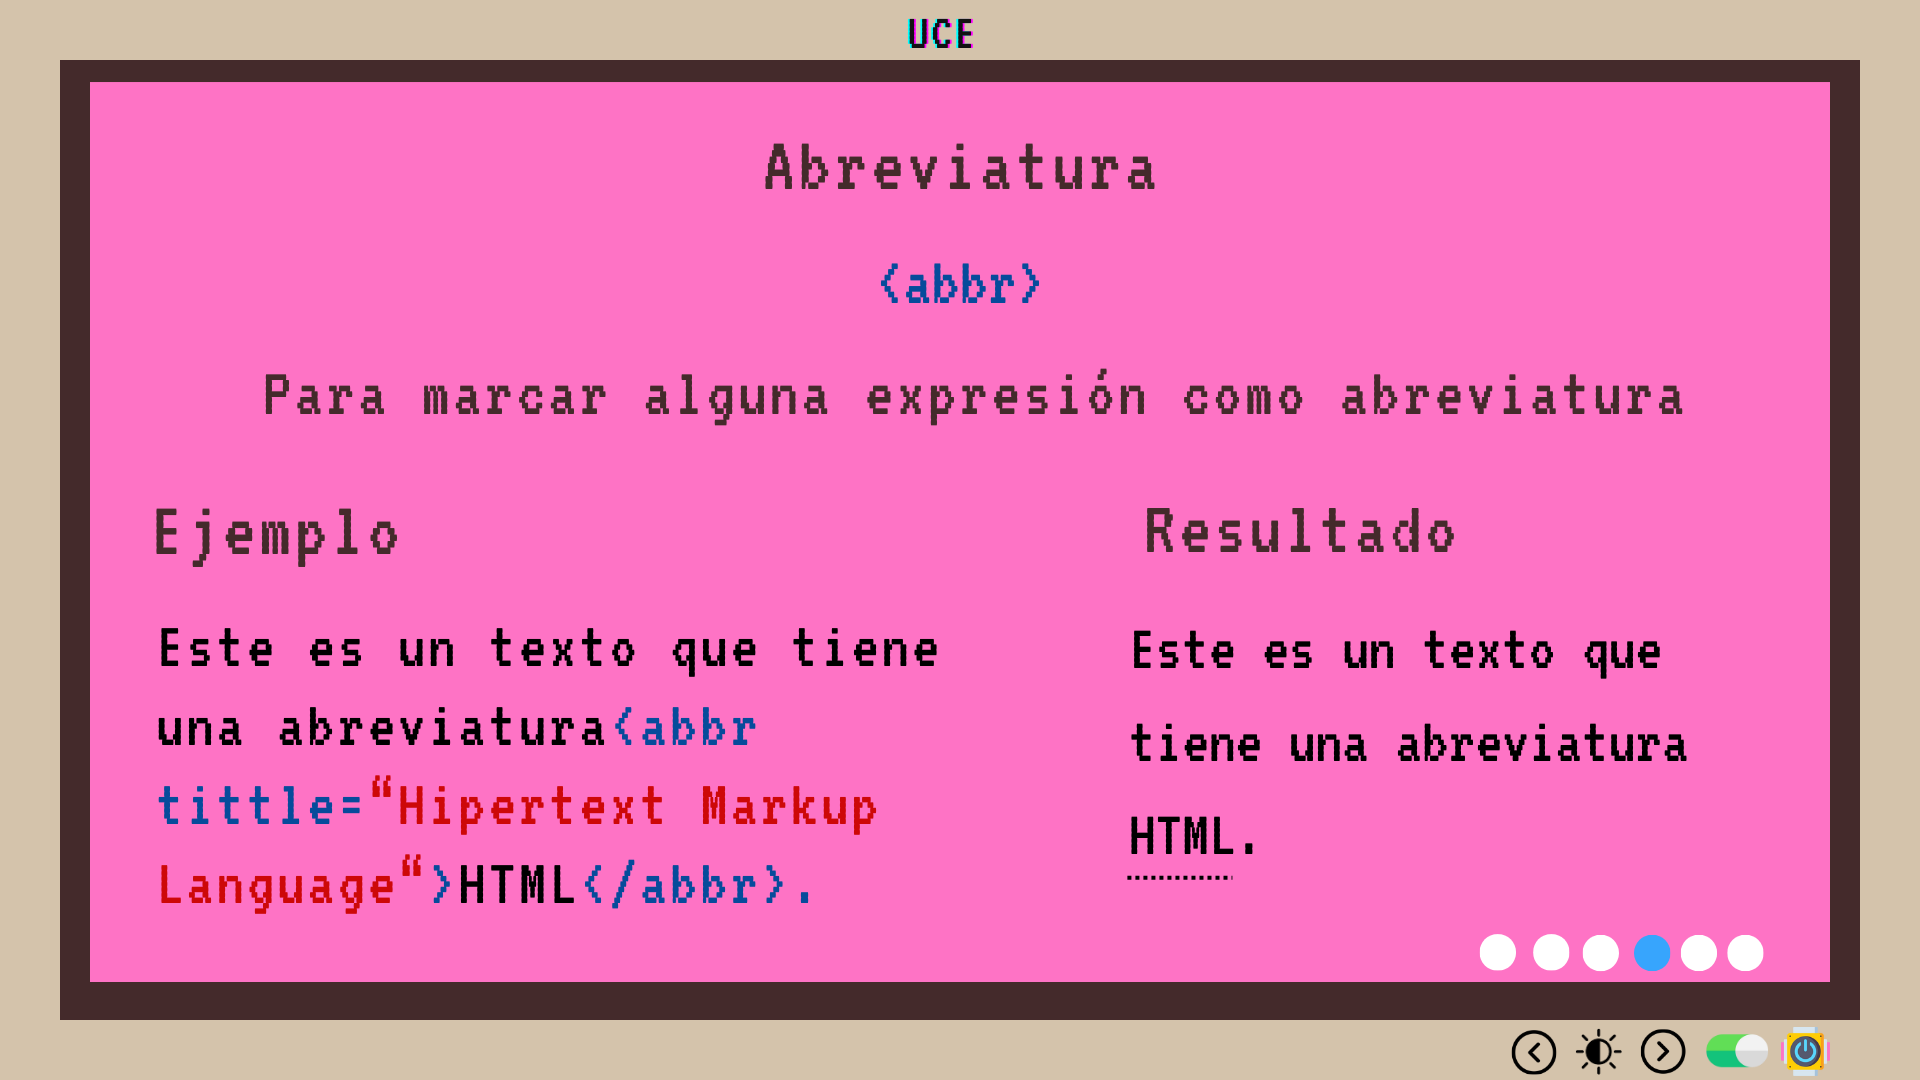 UCE
Abreviatura
<abbr>
Para marcar alguna expresión como abreviatura
Ejemplo
Este es un texto que tiene
una abreviatura<abbr
tittle=“Hipertext Markup
Language“>HTML</abbr>.
Resultado
Este es un texto que
tiene una abreviatura
HTML.